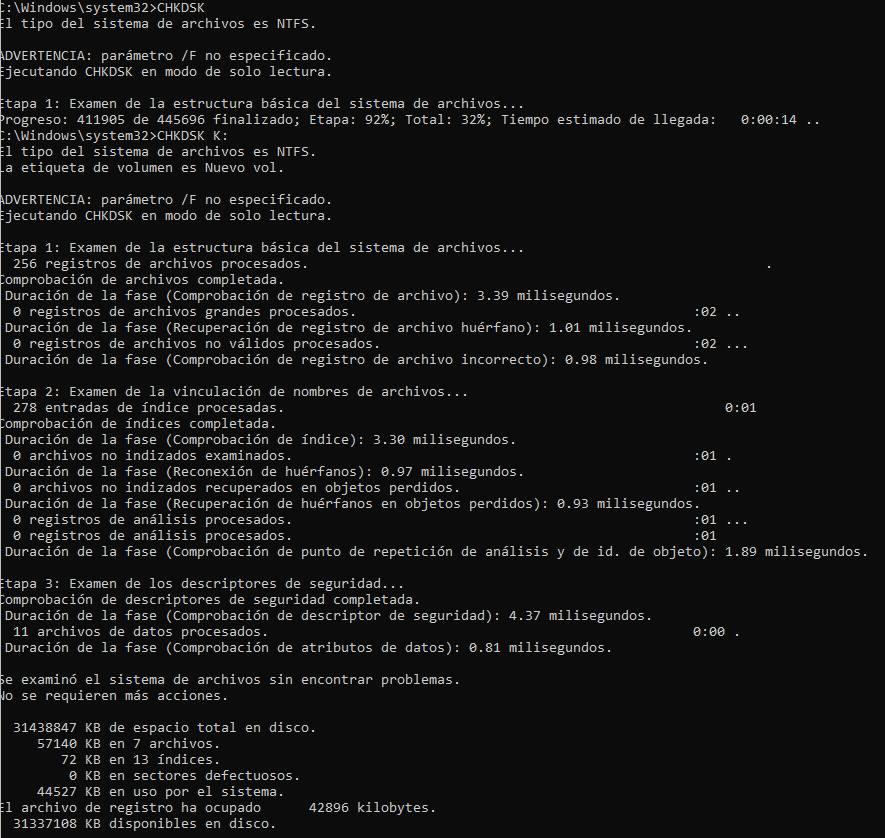 C:\Windows\system32>CHKDSK
El tipo del sistema de archivos es NTFS.
ADVERTENCIA: parámetro /F no especificado.
Ejecutando CHKDSK en modo de solo lectura.
Etapa 1: Examen de la estructura básica del sistema de archivos...
Progreso: 411905 de 445696 finalizado; Etapa: 92%; Total: 32%; Tiempo estimado de llegada:   0:00:14 ..
C:\Windows\system32>CHKDSK K:
El tipo del sistema de archivos es NTFS.
La etiqueta de volumen es Nuevo vol.
ADVERTENCIA: parámetro /F no especificado.
Ejecutando CHKDSK en modo de solo lectura.
Etapa 1: Examen de la estructura básica del sistema de archivos...
256 registros de archivos procesados. .
Comprobación de archivos completada.
Duración de la fase (Comprobación de registro de archivo): 3.39 milisegundos.
0 registros de archivos grandes procesados. :02 ..
Duración de la fase (Recuperación de registro de archivo huérfano): 1.01 milisegundos.
0 registros de archivos no válidos procesados. :02 ...
Duración de la fase (Comprobación de registro de archivo incorrecto): 0.98 milisegundos.
Etapa 2: Examen de la vinculación de nombres de archivos...
278 entradas de índice procesadas. 0:01
Comprobación de índices completada.
Duración de la fase (Comprobación de índice): 3.30 milisegundos.
0 archivos no indizados examinados. :01 .
Duración de la fase (Reconexión de huérfanos): 0.97 milisegundos.
0 archivos no indizados recuperados en objetos perdidos. :01 ..
Duración de la fase (Recuperación de huérfanos en objetos perdidos): 0.93 milisegundos.
0 registros de análisis procesados. :01 ...
0 registros de análisis procesados. :01
Duración de la fase (Comprobación de punto de repetición de análisis y de id. de objeto): 1.89 milisegundos.
Etapa 3: Examen de los descriptores de seguridad...
Comprobación de descriptores de seguridad completada.
Duración de la fase (Comprobación de descriptor de seguridad): 4.37 milisegundos.
11 archivos de datos procesados. 0:00 .
Duración de la fase (Comprobación de atributos de datos): 0.81 milisegundos.
Se examinó el sistema de archivos sin encontrar problemas.
No se requieren más acciones.
31438847 KB de espacio total en disco.
57140 KB en 7 archivos.
72 KB en 13 índices.
0 KB en sectores defectuosos.
44527 KB en uso por el sistema.
El archivo de registro ha ocupado 42896 kilobytes.
31337108 KB disponibles en disco.